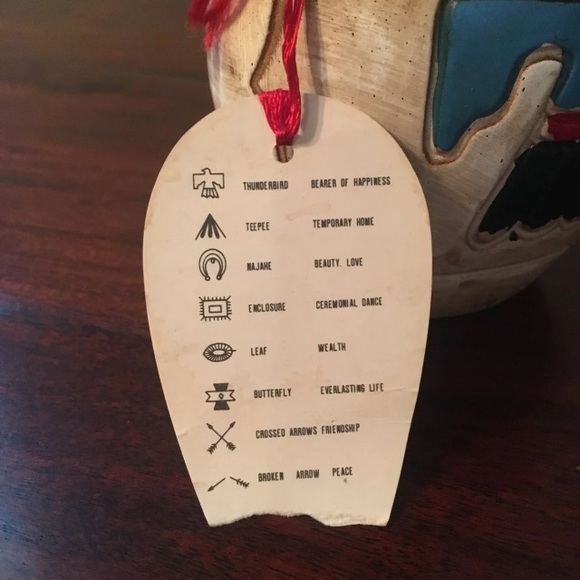 THUNDERBIRD BEARER OF HAPPINESS
TEEPEE TEMPORARY HOME
NAJAHE BEAUTY. LOVE
ENCLOSURE CEREMONIAL DANCE
LEAF WEALTH
BUTTERFLY EVERLASTING LIFE
CROSSED ARROWS FRIENDSHIP
BROKEN ARROW PEACE